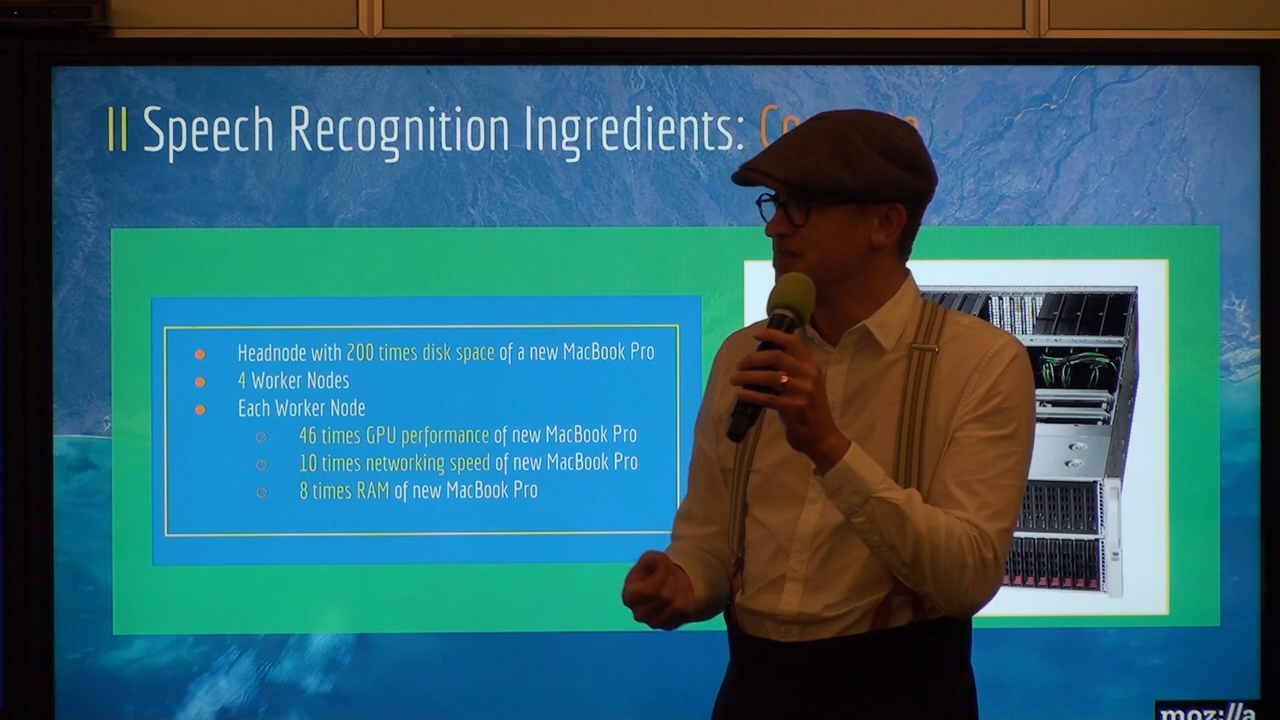 II Speech Recognition Ingredients:
Headnode with 200 times disk space of a new MacBook Pro
4 Worker Nodes
Each Worker Node
46 times GPU performance of new MacBook Pro
10 times networking speed of new MacBook Pro
8 times RAM of new MacBook Pro
moz://a